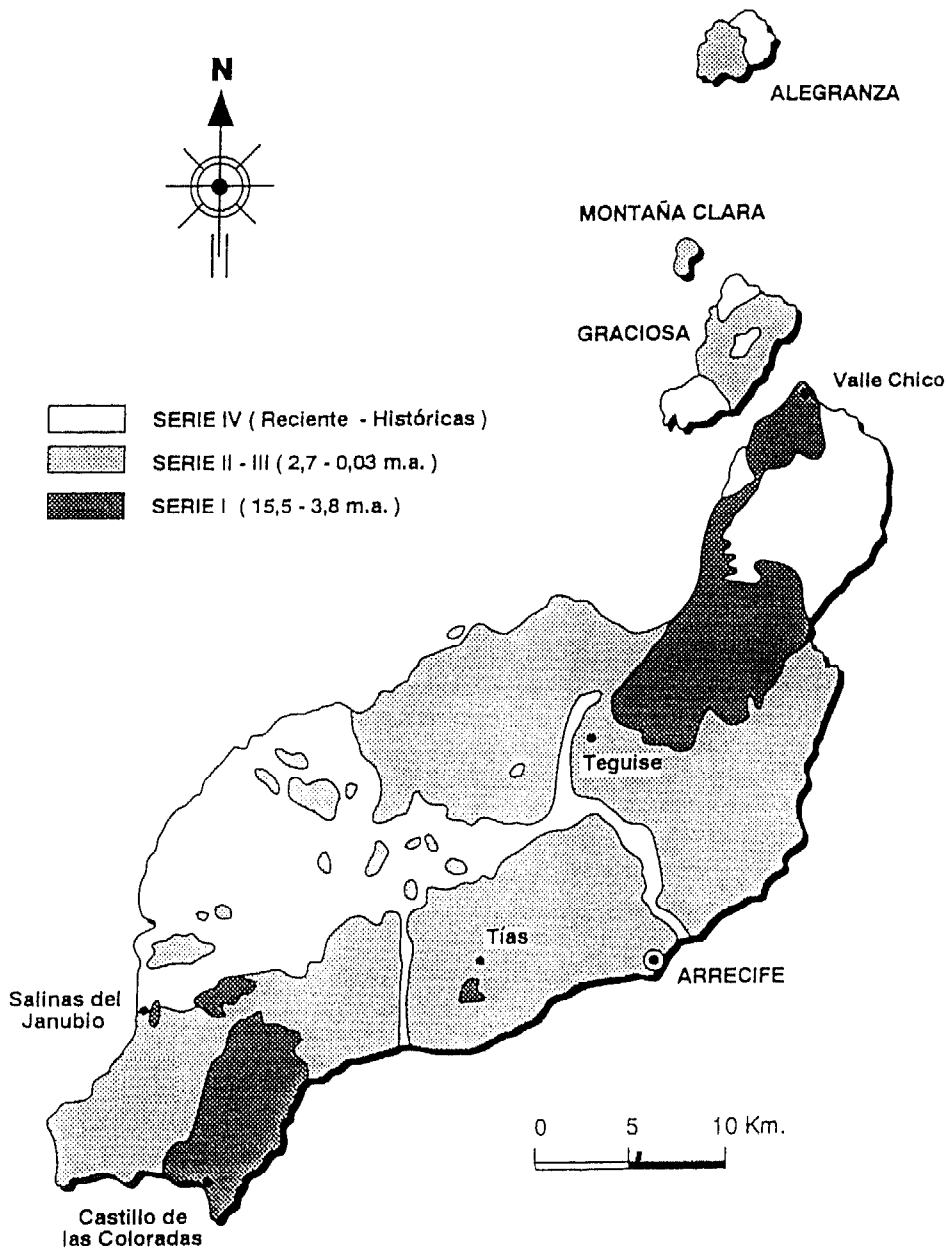 N
ALEGRANZA
MONTAÑA CLARA
GRACIOSA
Valle Chico
SERIE IV ( Reciente - Históricas )
SERIE II - III ( 2,7 - 0,03 m.a. )
SERIE I ( 15,5 - 3,8 m.a. )
Teguise
Tías
ARRECIFE
Salinas del
Janubio
0 5 10 Km.
Castillo de
las Coloradas